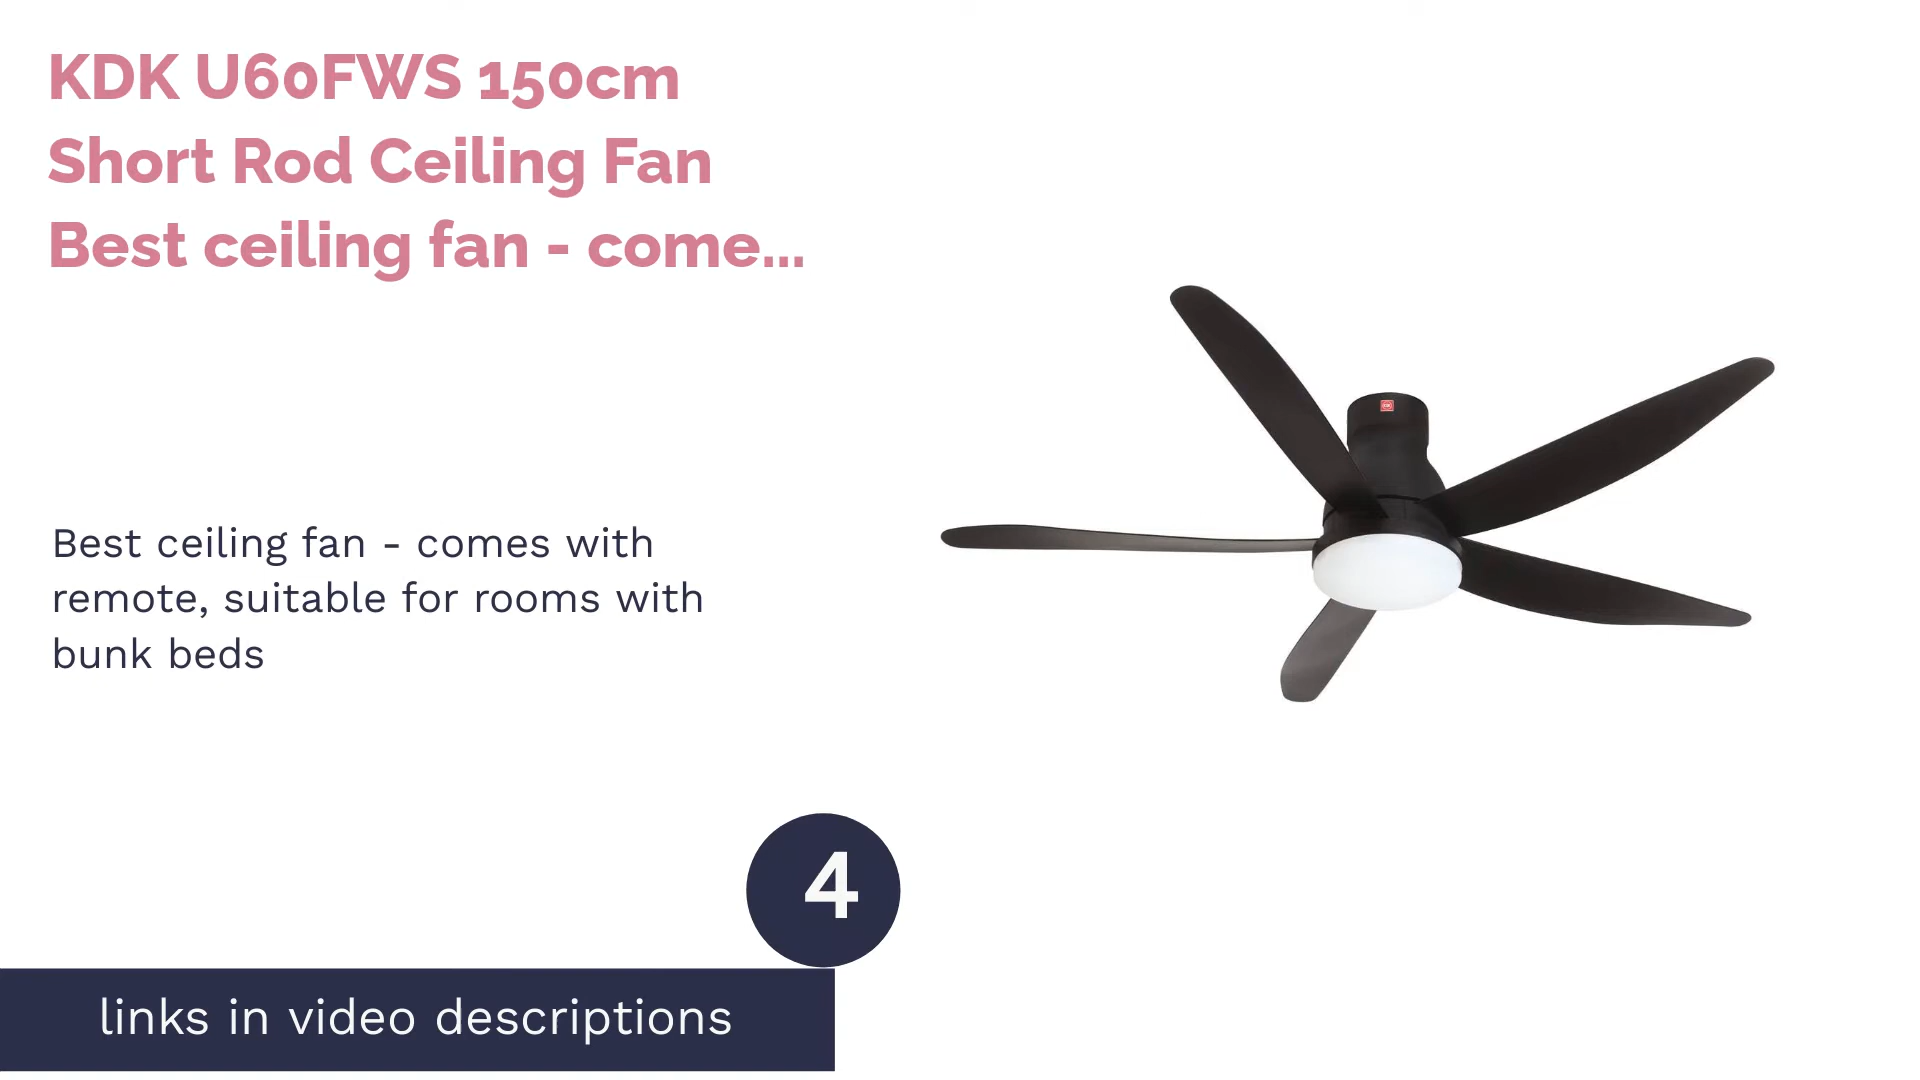 KDK U60FWS 150cm
Short Rod Ceiling Fan
Best ceiling fan - come...
Best ceiling fan - comes with
remote, suitable for rooms with
bunk beds
4
links in video descriptions